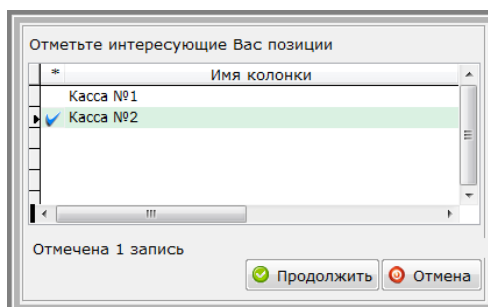 Отметьте интересующие Вас позиции
* Имя колонки
Касса №1
Касса №2
Отмечена 1 запись
Продолжить Отмена